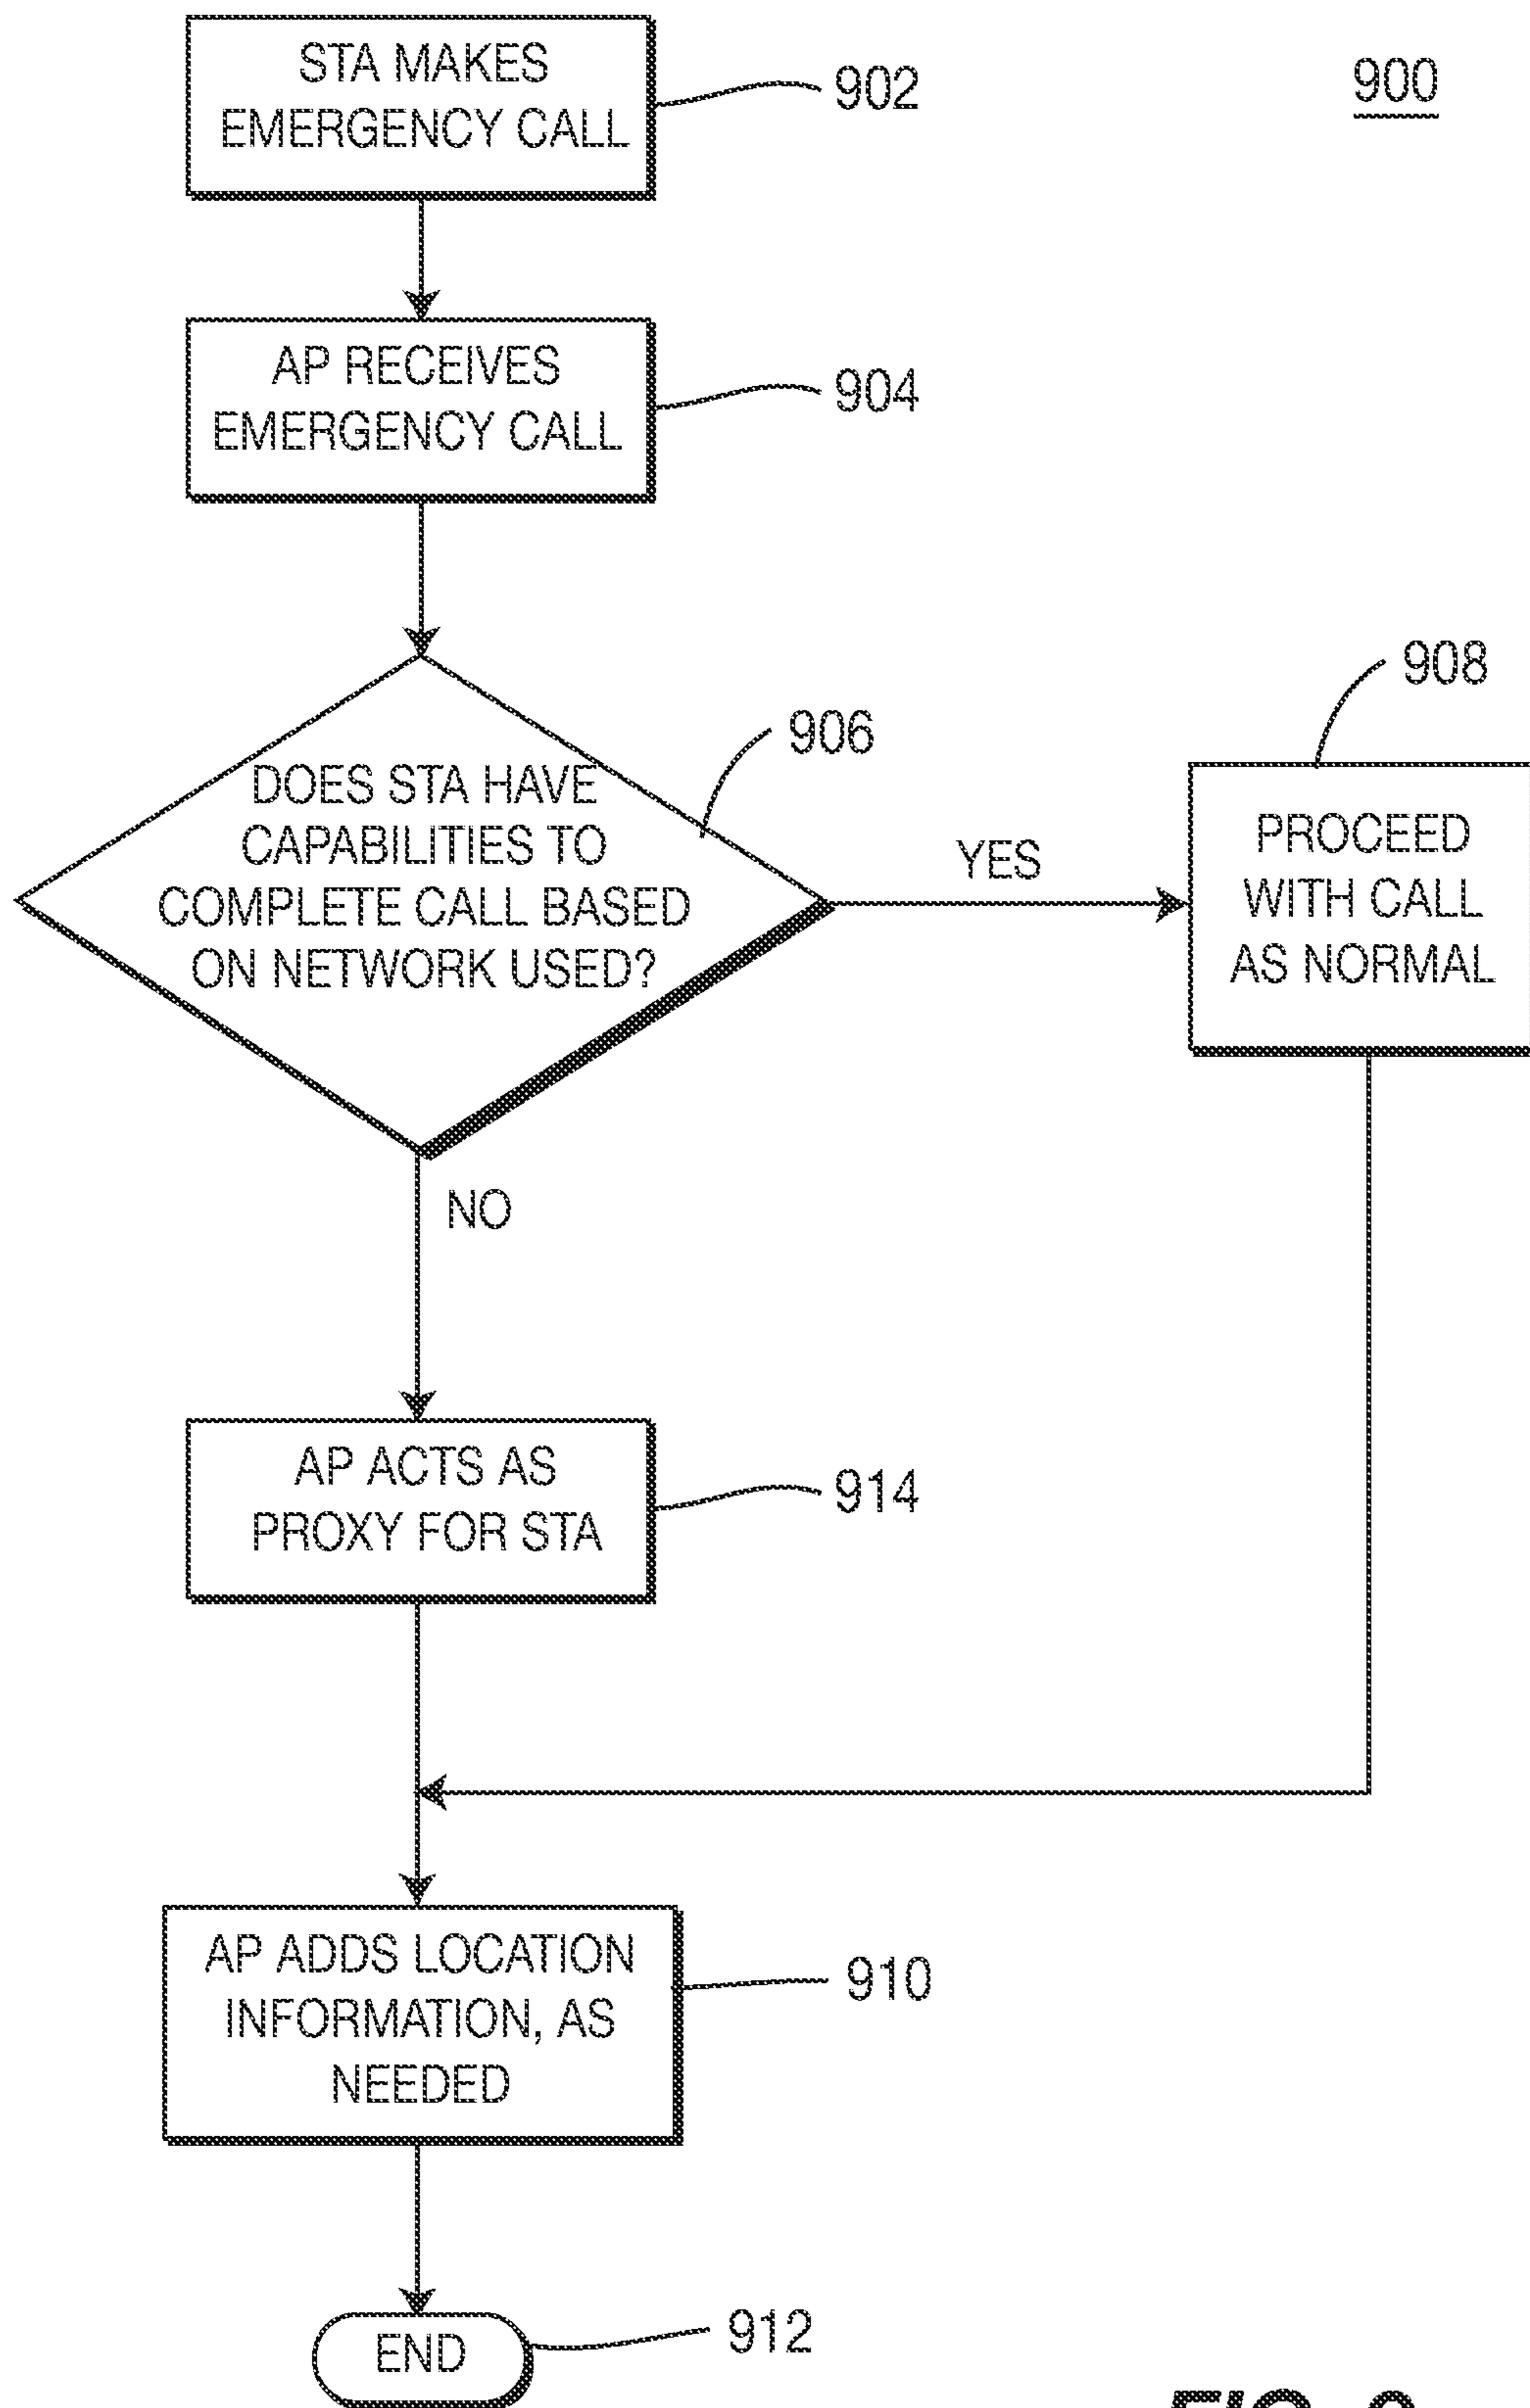 STA MAKES
EMERGENCY CALL
902
900
AP RECEIVES
EMERGENCY CALL
904
DOES STA HAVE
CAPABILITIES TO
COMPLETE CALL BASED
ON NETWORK USED?
906
YES
908
PROCEED
WITH CALL
AS NORMAL
NO
AP ACTS AS
PROXY FOR STA
914
AP ADDS LOCATION
INFORMATION, AS
NEEDED
910
END
912